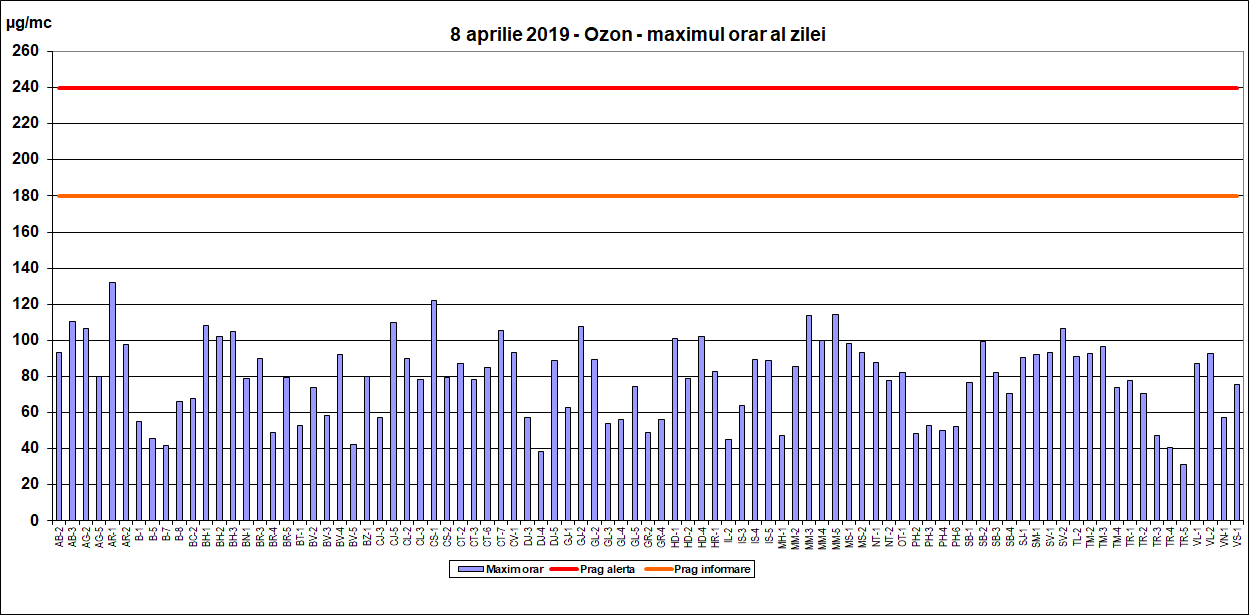 µg/mc
8 aprilie 2019 - Ozon - maximul orar al zilei
260
240
220
200
180
160
140
120
100
80
60
40
20
0
AB-2
AB-3
AG-2
AG-5
AR-1
AR-2
B-1
B-5
B-7
B-8
BC-2
BH-1
BH-2
BH-3
BN-1
BR-3
BR-4
BR-5
BT-1
BV-2
BV-3
BV-4
BV-5
BZ-1
CJ-3
CJ-5
CL-2
CL-3
CS-1
CS-2
CT-2
CT-3
CT-6
CT-7
CV-1
DJ-3
DJ-4
DJ-5
GJ-1
GJ-2
GL-2
GL-3
GL-4
GL-5
GR-2
GR-4
HD-1
HD-2
HD-4
HR-1
IL-2
IS-3
IS-4
IS-5
MH-1
MM-2
MM-3
MM-4
MM-5
MS-1
MS-2
NT-1
NT-2
OT-1
PH-2
PH-3
PH-4
PH-6
SB-1
SB-2
SB-3
SB-4
SJ-1
SM-1
SV-1
SV-2
TL-2
TM-2
TM-3
TM-4
TR-1
TR-2
TR-3
TR-4
TR-5
VL-1
VL-2
VN-1
VS-1
Maxim orar Prag alerta Prag informare